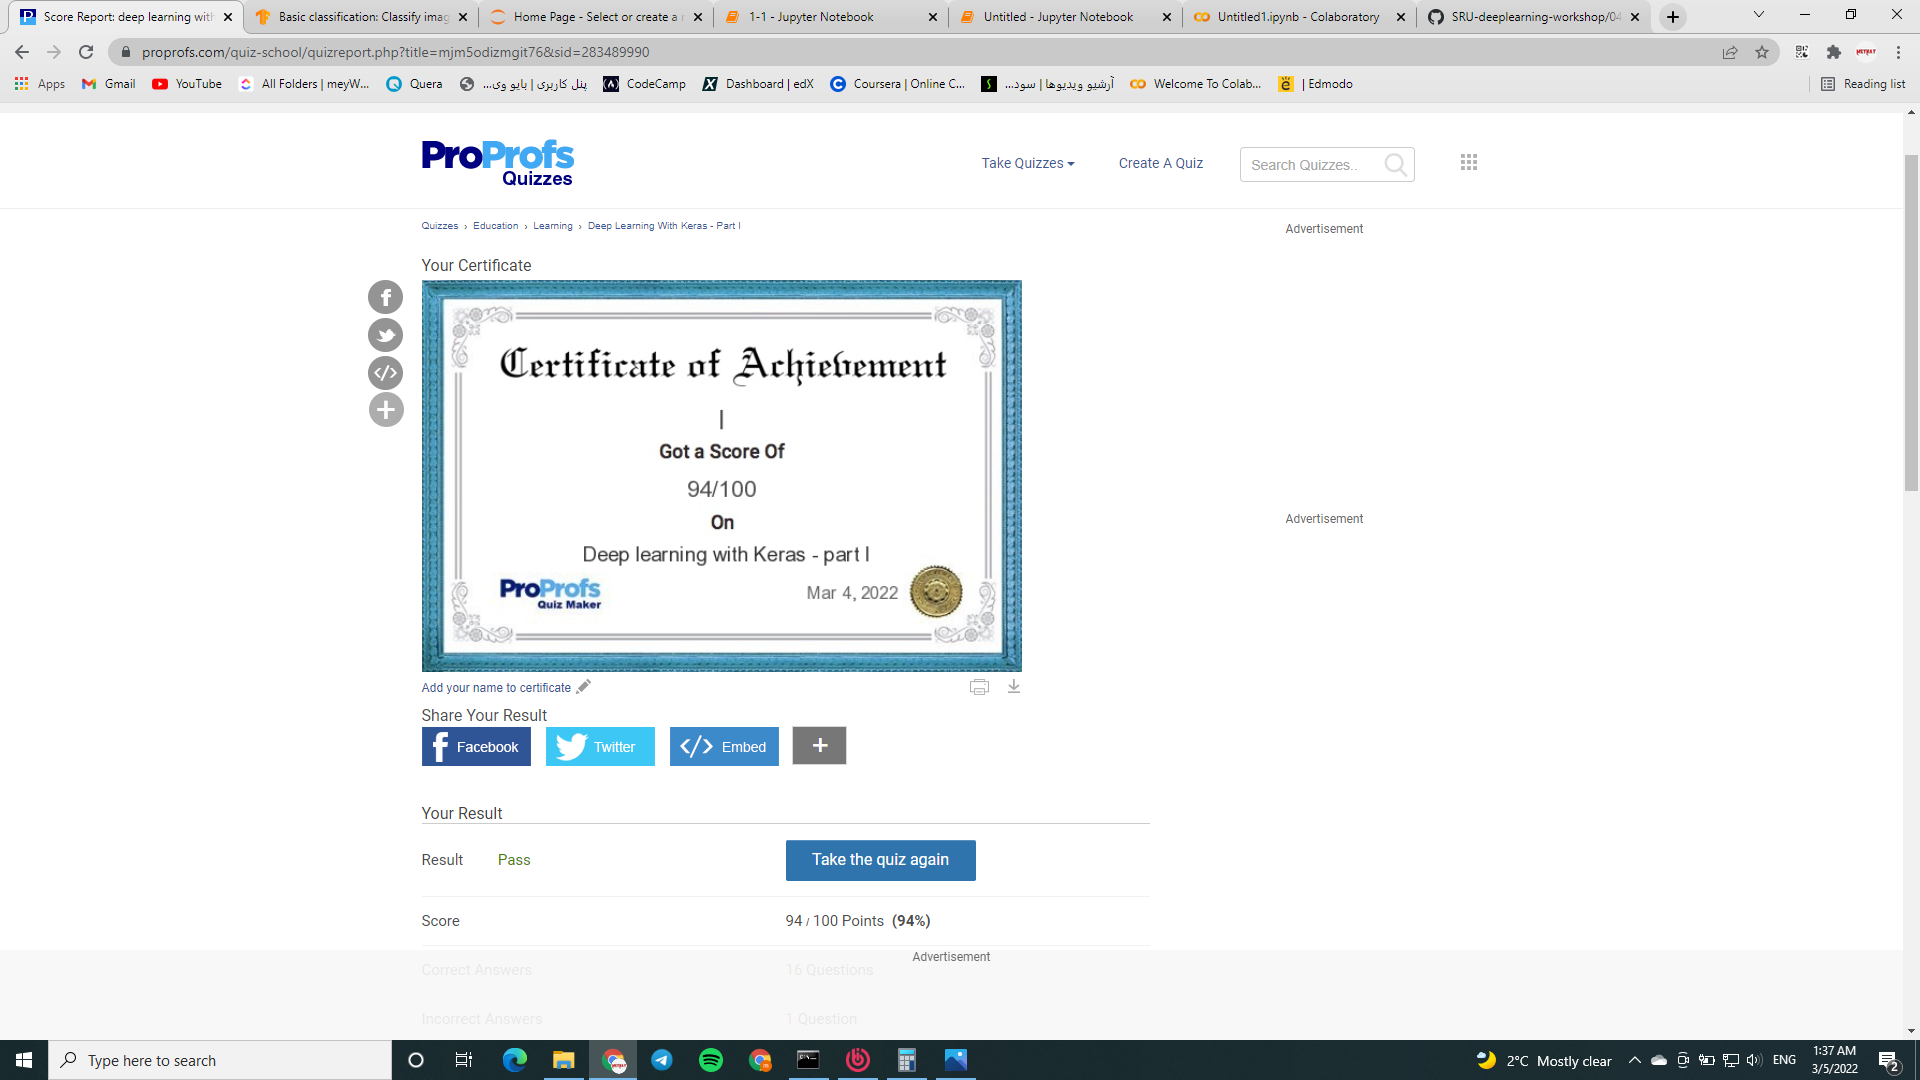 Score Report: deep learning with
Basic classification: Classify imag
Home Page - Select or create a n
1-1 - Jupyter Notebook
Untitled - Jupyter Notebook
Untitled1.ipynb - Colaboratory
SRU-deeplearning-workshop/04
proprofs.com/quiz-school/quizreport.php?title=mjm5odizmgit76&sid=283489990
Apps
Gmail
YouTube
All Folders | meyW...
Quera
پنل کاربری | بایو وی...
CodeCamp
Dashboard | edX
Coursera | Online C...
آرشیو ویدیوها | سود...
Welcome To Colab...
| Edmodo
Reading list
ProProfs
Quizzes
Take Quizzes
Create A Quiz
Search Quizzes..
Quizzes › Education › Learning › Deep Learning With Keras - Part I
Advertisement
Your Certificate
Certificate of Achievement
|
Got a Score Of
94/100
On
Deep learning with Keras - part I
ProProfs
Quiz Maker
Mar 4, 2022
Advertisement
Add your name to certificate
Share Your Result
Facebook
Twitter
Embed
+
Your Result
Result Pass
Take the quiz again
Score 94 / 100 Points (94%)
Advertisement
Correct Answers 16 Questions
Incorrect Answers 1 Question
Type here to search
2°C Mostly clear
ENG
1:37 AM
3/5/2022
2